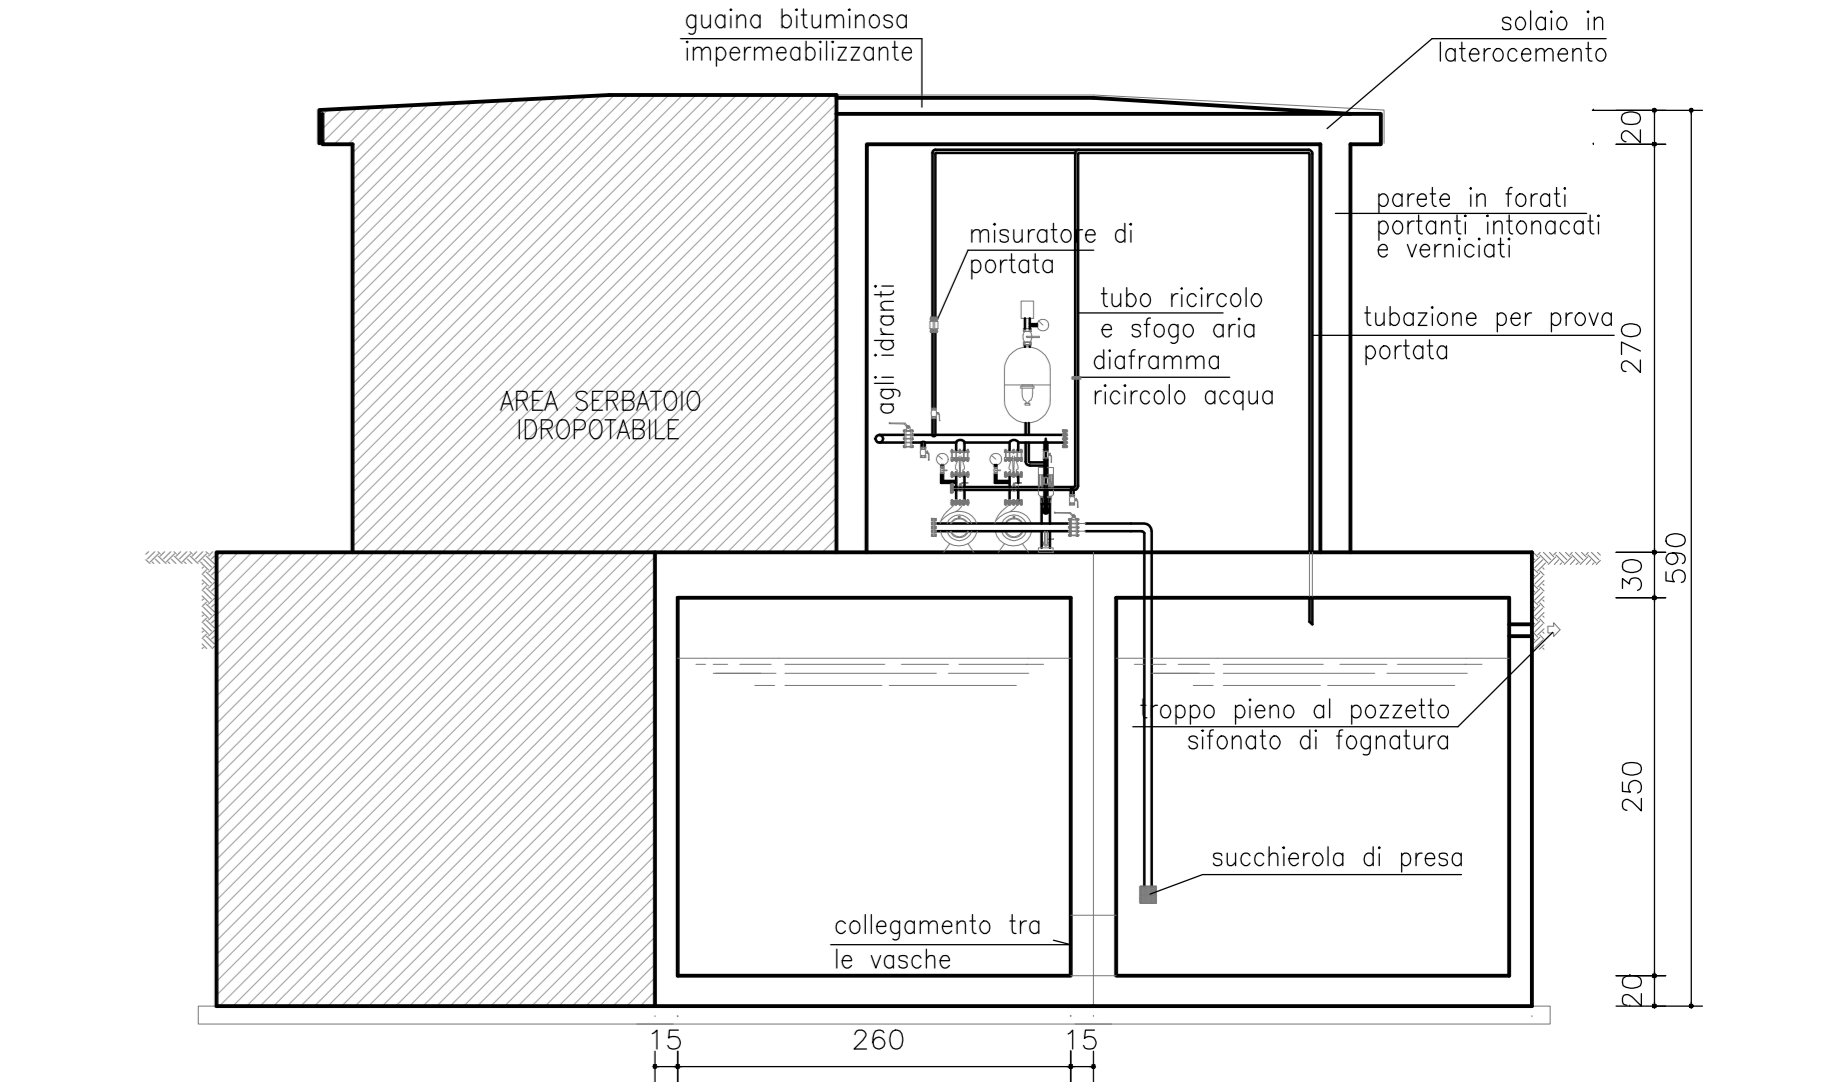 guaina bituminosa
impermeabilizzante
solaio in
laterocemento
20
parete in forati
portanti intonacati
e verniciati
misuratore di
portata
agli idranti
tubo ricircolo
e sfogo aria
tubazione per prova
portata
270
diaframma
ricircolo acqua
AREA SERBATOIO
IDROPOTABILE
590
30
troppo pieno al pozzetto
sifonato di fognatura
250
succhierola di presa
collegamento tra
le vasche
20
15
260
15